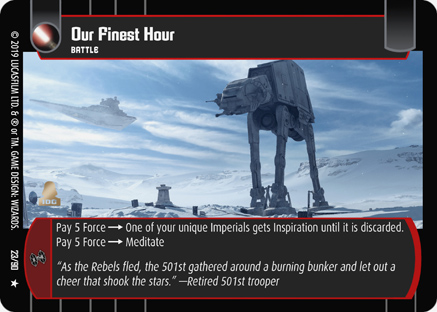 Our Finest Hour
BATTLE
© 2019 LUCASFILM LTD. & ® or TM. GAME DESIGN: WIZARDS.
IDG
23/90
Pay 5 Force → One of your unique Imperials gets Inspiration until it is discarded.
Pay 5 Force → Meditate
"As the Rebels fled, the 501st gathered around a burning bunker and let out a
cheer that shook the stars." —Retired 501st trooper